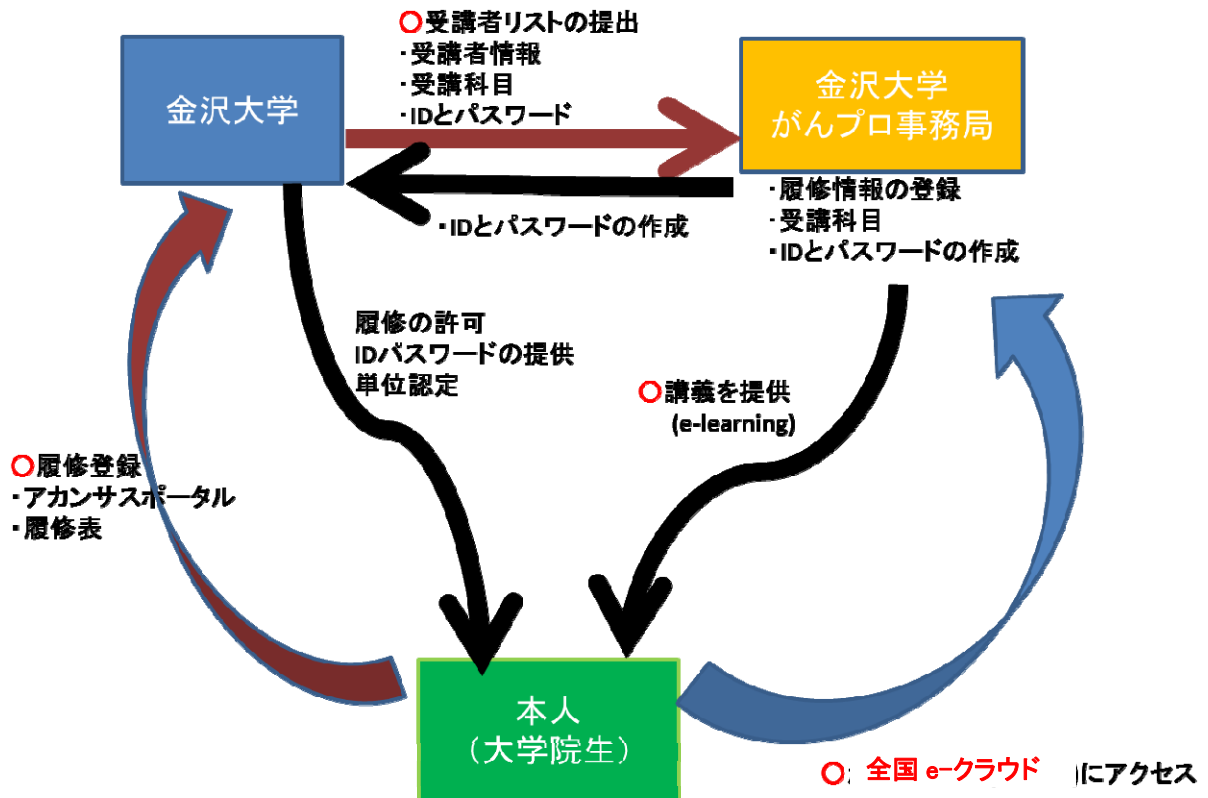 ○受講者リストの提出
・受講者情報
・受講科目
・IDとパスワード
金沢大学
金沢大学
がんプロ事務局
・IDとパスワードの作成
・履修情報の登録
・受講科目
・IDとパスワードの作成
履修の許可
IDパスワードの提供
単位認定
○講義を提供
(e-learning)
○履修登録
・アカンサスポータル
・履修表
本人
（大学院生）
○ 全国 e-クラウド )にアクセス